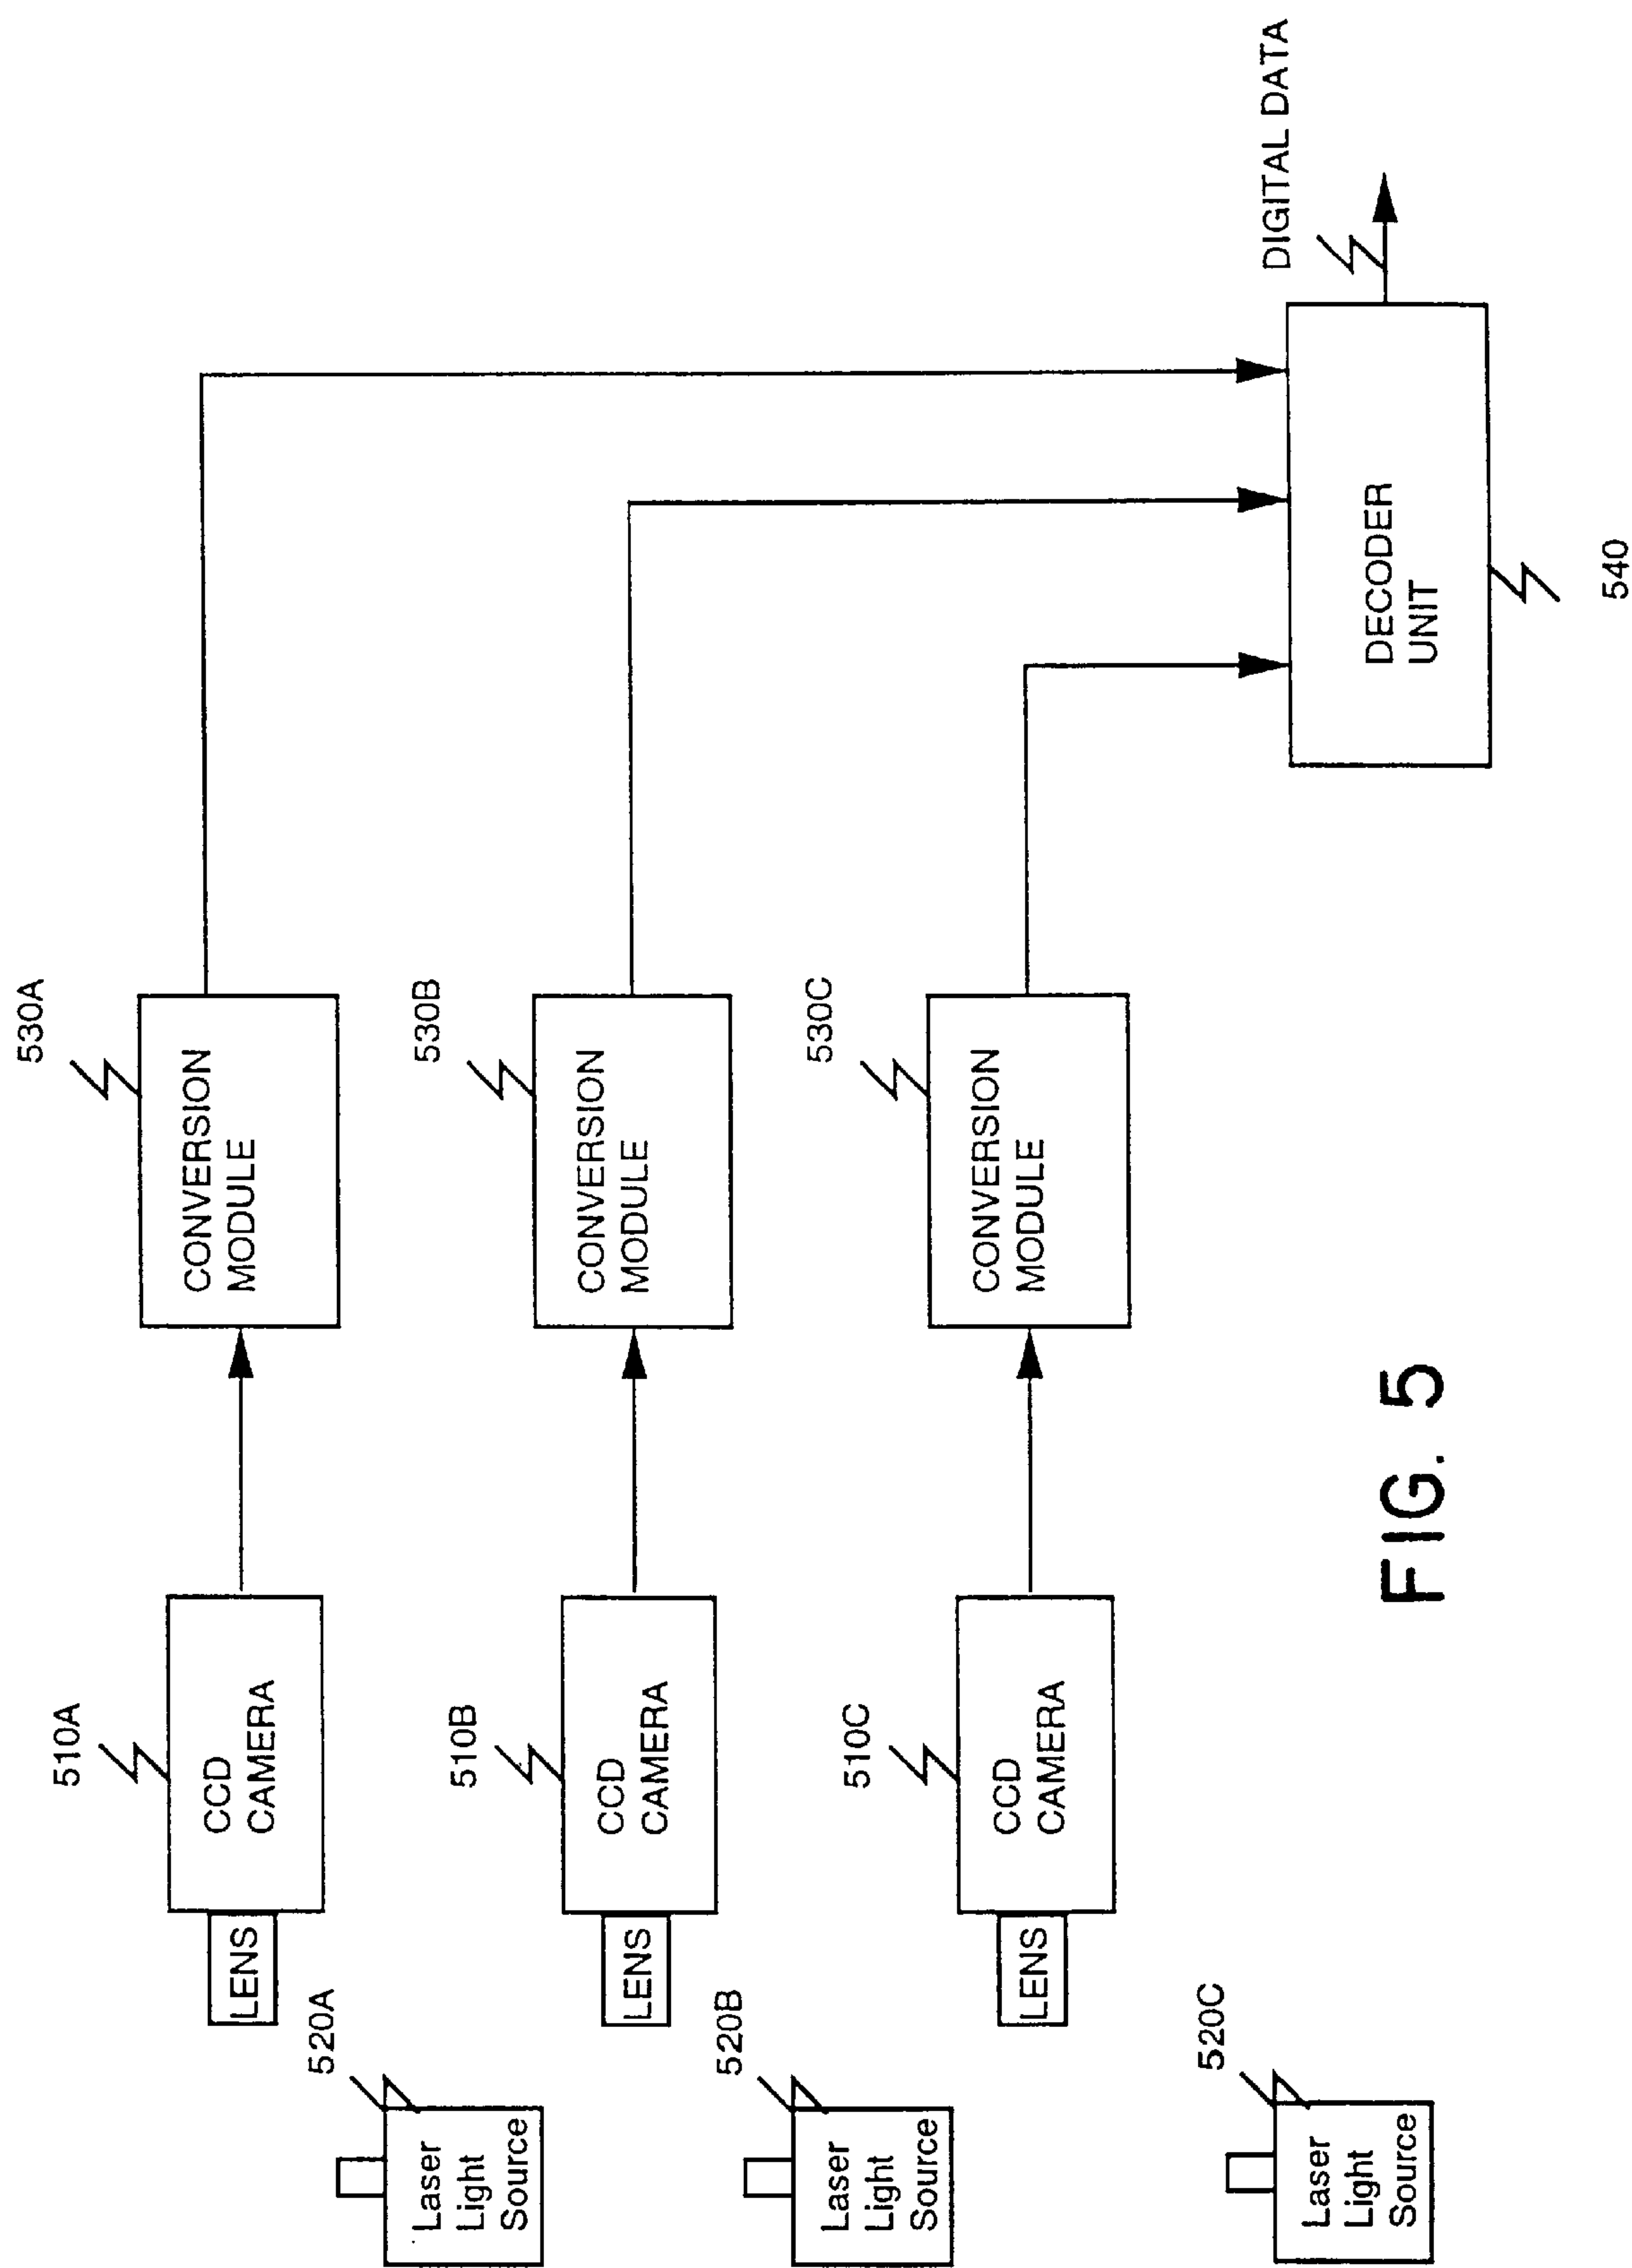 530A
CONVERSION
MODULE
510A
CCD
CAMERA
LENS
520A
Laser
Light
Source
530B
CONVERSION
MODULE
510B
CCD
CAMERA
LENS
520B
Laser
Light
Source
530C
CONVERSION
MODULE
510C
CCD
CAMERA
LENS
520C
Laser
Light
Source
DIGITAL DATA
DECODER
UNIT
540
FIG. 5